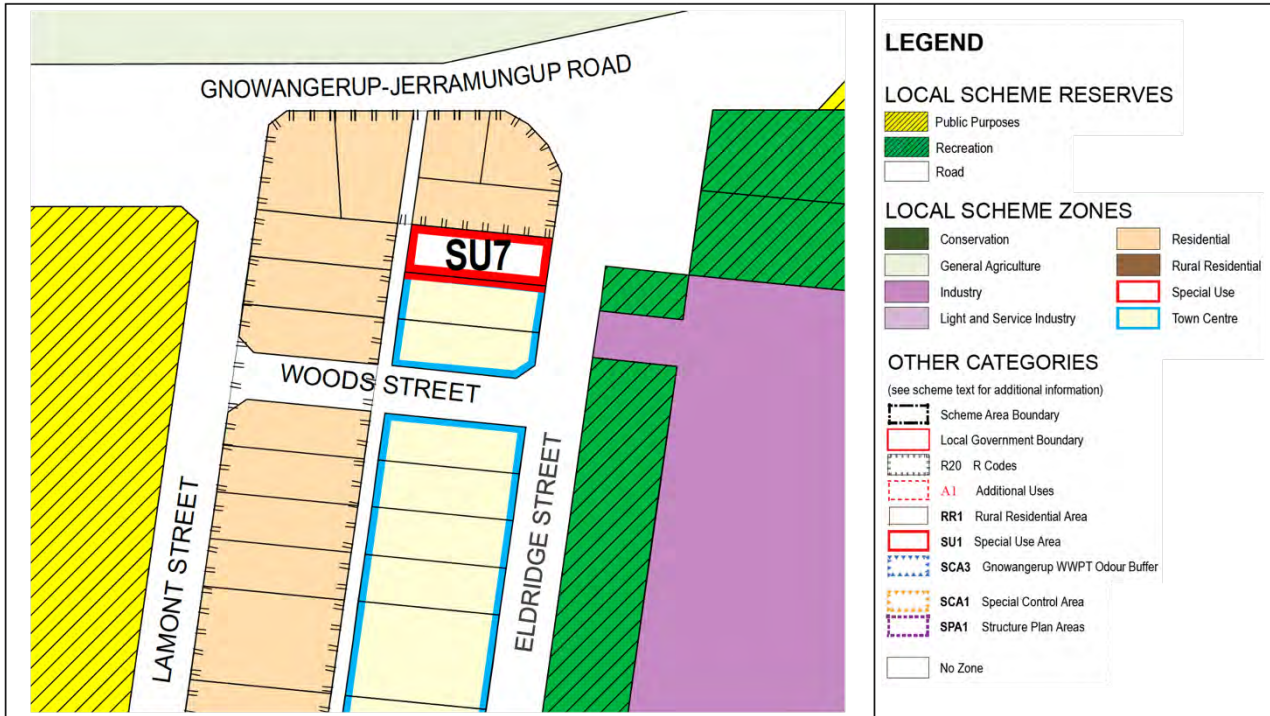 GNOWANGERUP-JERRAMUNGUP ROAD
SU7
WOODS STREET
LAMONT STREET
ELDRIDGE STREET
LEGEND
LOCAL SCHEME RESERVES
Public Purposes
Recreation
Road
LOCAL SCHEME ZONES
Conservation
General Agriculture
Industry
Light and Service Industry
Residential
Rural Residential
Special Use
Town Centre
OTHER CATEGORIES
(see scheme text for additional information)
Scheme Area Boundary
Local Government Boundary
R20 R Codes
A1 Additional Uses
RR1 Rural Residential Area
SU1 Special Use Area
SCA3 Gnowangerup WWPT Odour Buffer
SCA1 Special Control Area
SPA1 Structure Plan Areas
No Zone